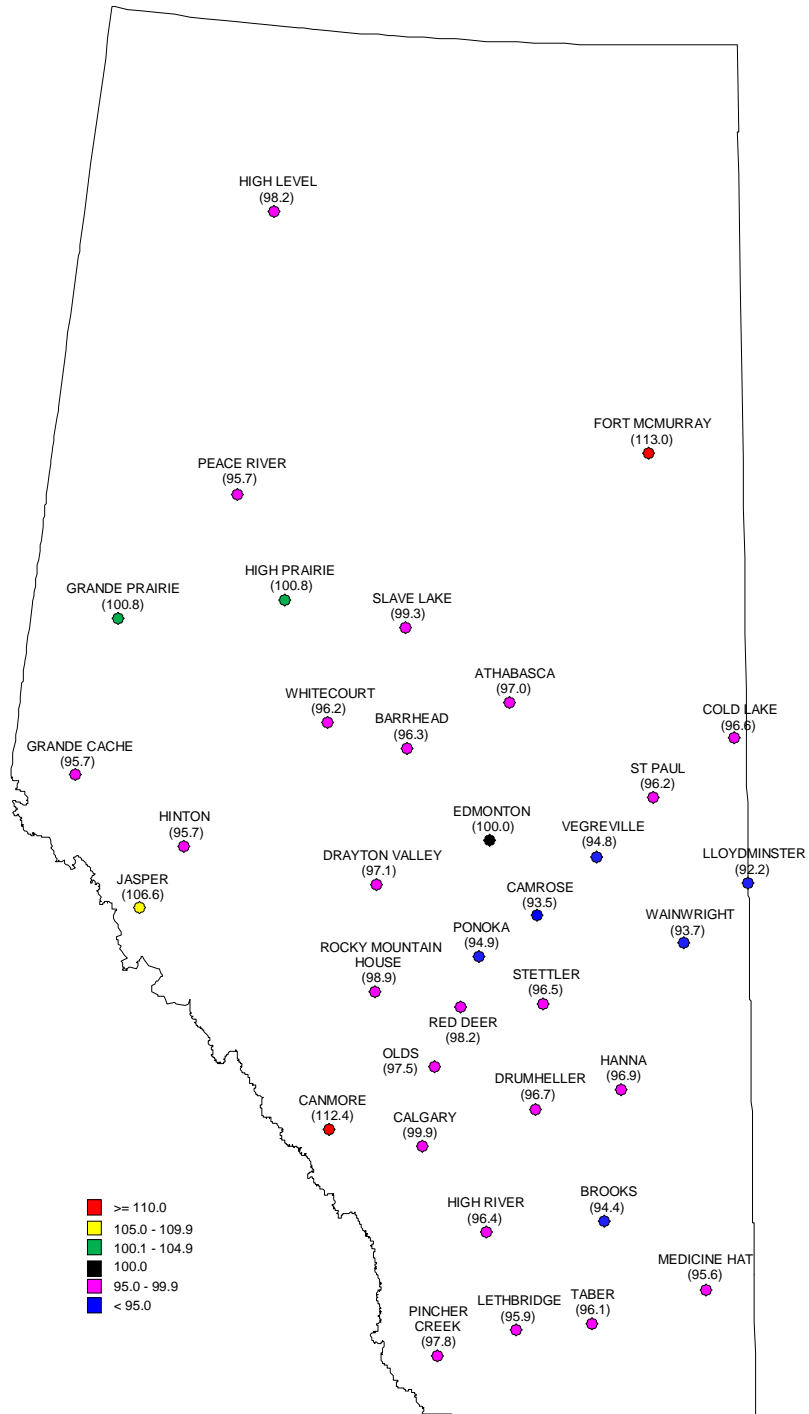 HIGH LEVEL
(98.2)
FORT MCMURRAY
(113.0)
PEACE RIVER
(95.7)
HIGH PRAIRIE
(100.8)
GRANDE PRAIRIE
(100.8)
SLAVE LAKE
(99.3)
ATHABASCA
(97.0)
WHITECOURT
(96.2)
BARRHEAD
(96.3)
COLD LAKE
(96.6)
GRANDE CACHE
(95.7)
ST PAUL
(96.2)
HINTON
(95.7)
EDMONTON
(100.0)
VEGREVILLE
(94.8)
DRAYTON VALLEY
(97.1)
LLOYDMINSTER
(92.2)
JASPER
(106.6)
CAMROSE
(93.5)
WAINWRIGHT
(93.7)
PONOKA
(94.9)
ROCKY MOUNTAIN
HOUSE
(98.9)
STETTLER
(96.5)
RED DEER
(98.2)
OLDS
(97.5)
HANNA
(96.9)
DRUMHELLER
(96.7)
CANMORE
(112.4)
CALGARY
(99.9)
HIGH RIVER
(96.4)
BROOKS
(94.4)
MEDICINE HAT
(95.6)
LETHBRIDGE
(95.9)
TABER
(96.1)
PINCHER
CREEK
(97.8)
>= 110.0
105.0 - 109.9
100.1 - 104.9
100.0
95.0 - 99.9
< 95.0